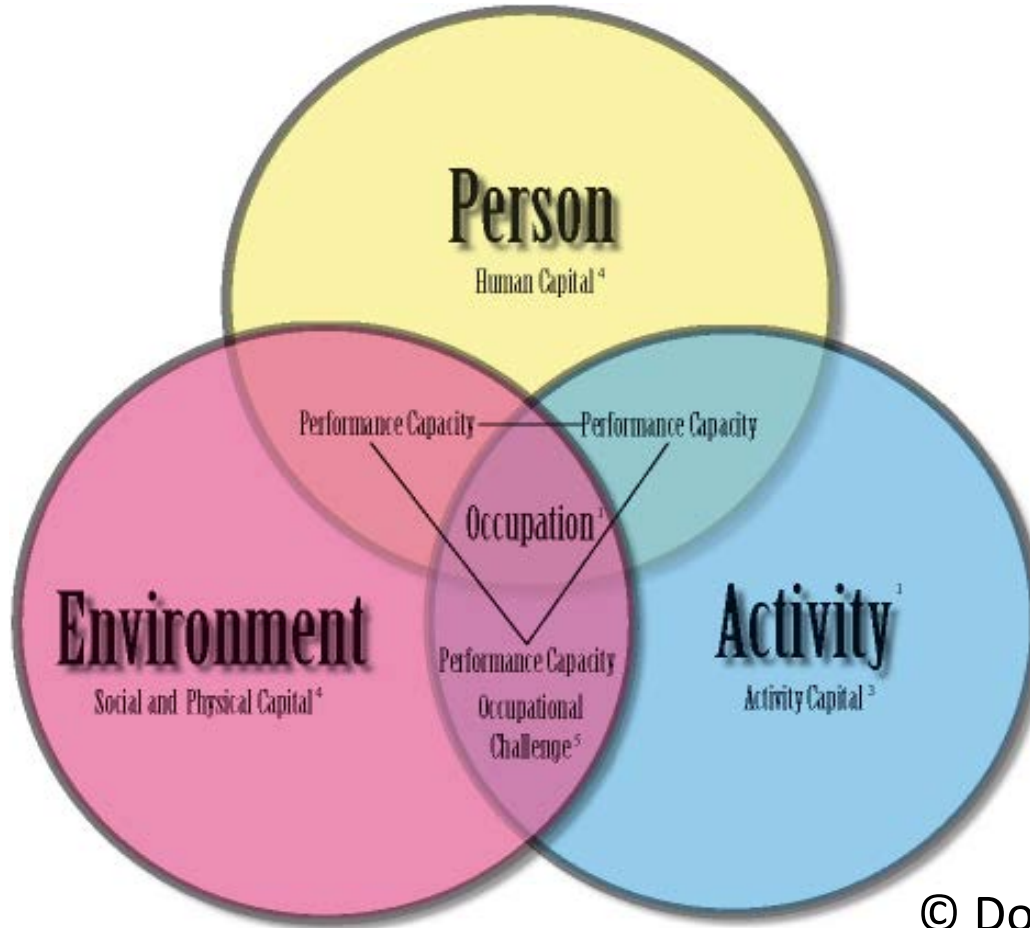 Person
Human Capital ⁴
Performance Capacity
Performance Capacity
Occupation
Environment
Social and Physical Capital ⁴
Activity
Activity Capital ³
Performance Capacity
Occupational
Challenge ⁵
© Do